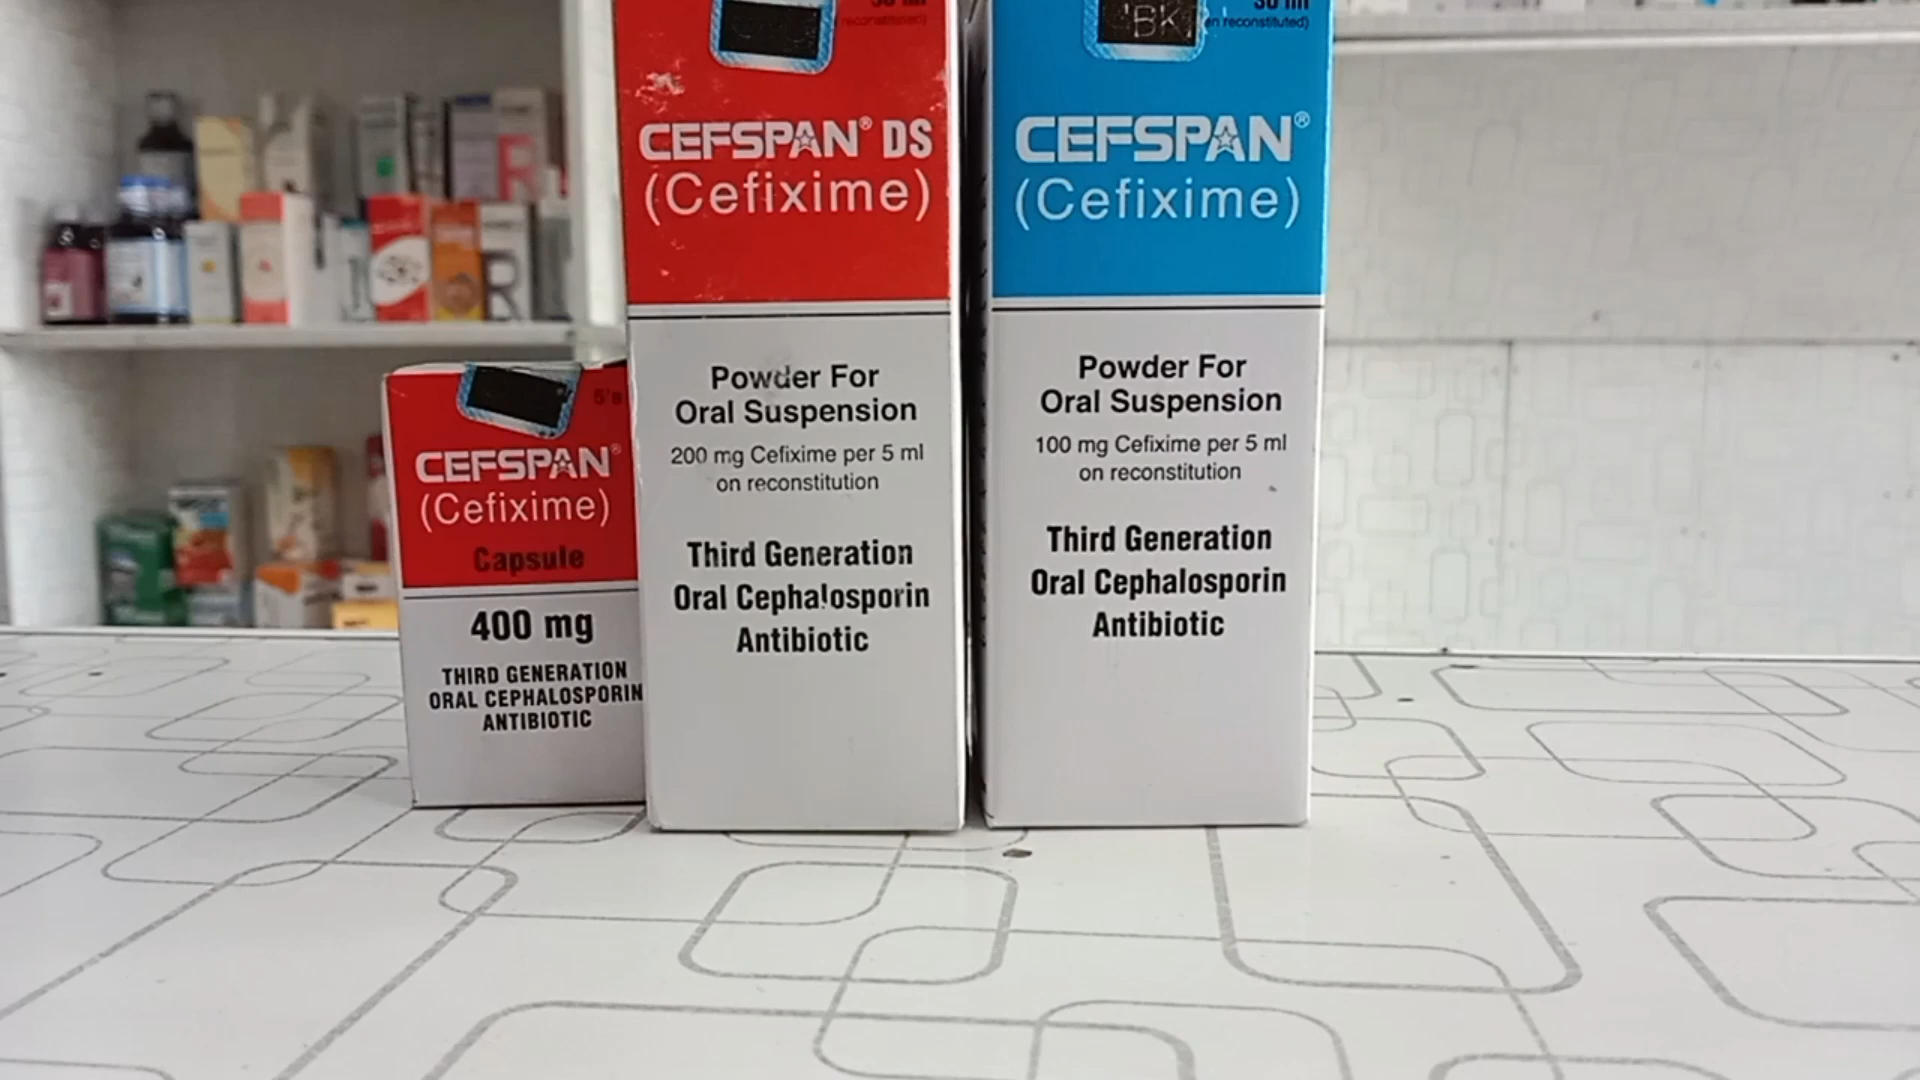 5's
CEFSPAN®
(Cefixime)
Capsule
400 mg
THIRD GENERATION
ORAL CEPHALOSPORIN
ANTIBIOTIC
reconstituted)
CEFSPAN® DS
(Cefixime)
Powder For
Oral Suspension
200 mg Cefixime per 5 ml
on reconstitution
Third Generation
Oral Cephalosporin
Antibiotic
en reconstituted)
CEFSPAN®
(Cefixime)
Powder For
Oral Suspension
100 mg Cefixime per 5 ml
on reconstitution
Third Generation
Oral Cephalosporin
Antibiotic
R
R